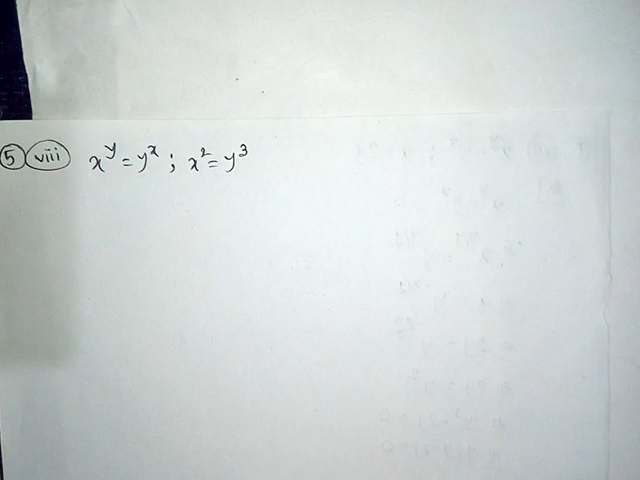 5 viii x^y = y^x ; x^2 = y^3